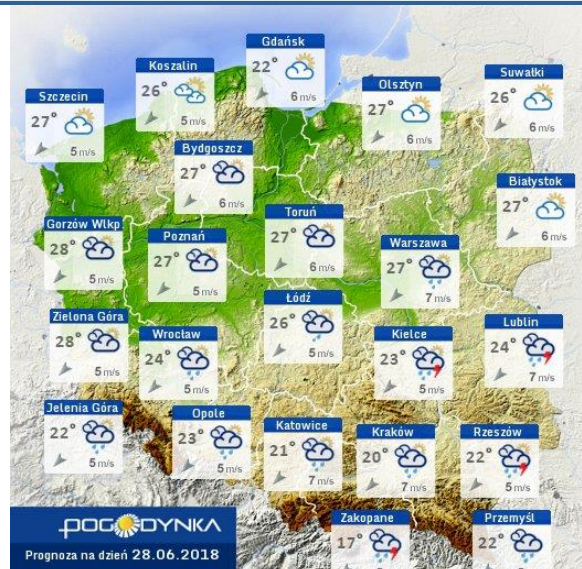 Gdańsk
22°
6 m/s
Koszalin
26°
5 m/s
Suwałki
26°
6 m/s
Olsztyn
27°
6 m/s
Szczecin
27°
5 m/s
Bydgoszcz
27°
6 m/s
Białystok
27°
6 m/s
Toruń
27°
6 m/s
Gorzów Wlkp
28°
5 m/s
Poznań
27°
5 m/s
Warszawa
27°
7 m/s
Łódź
26°
5 m/s
Zielona Góra
28°
5 m/s
Lublin
24°
7 m/s
Wrocław
24°
5 m/s
Kielce
23°
5 m/s
Jelenia Góra
22°
5 m/s
Opole
23°
5 m/s
Katowice
21°
7 m/s
Kraków
20°
7 m/s
Rzeszów
22°
5 m/s
Zakopane
17°
Przemyśl
22°
POGODYNKA
Prognoza na dzień 28.06.2018